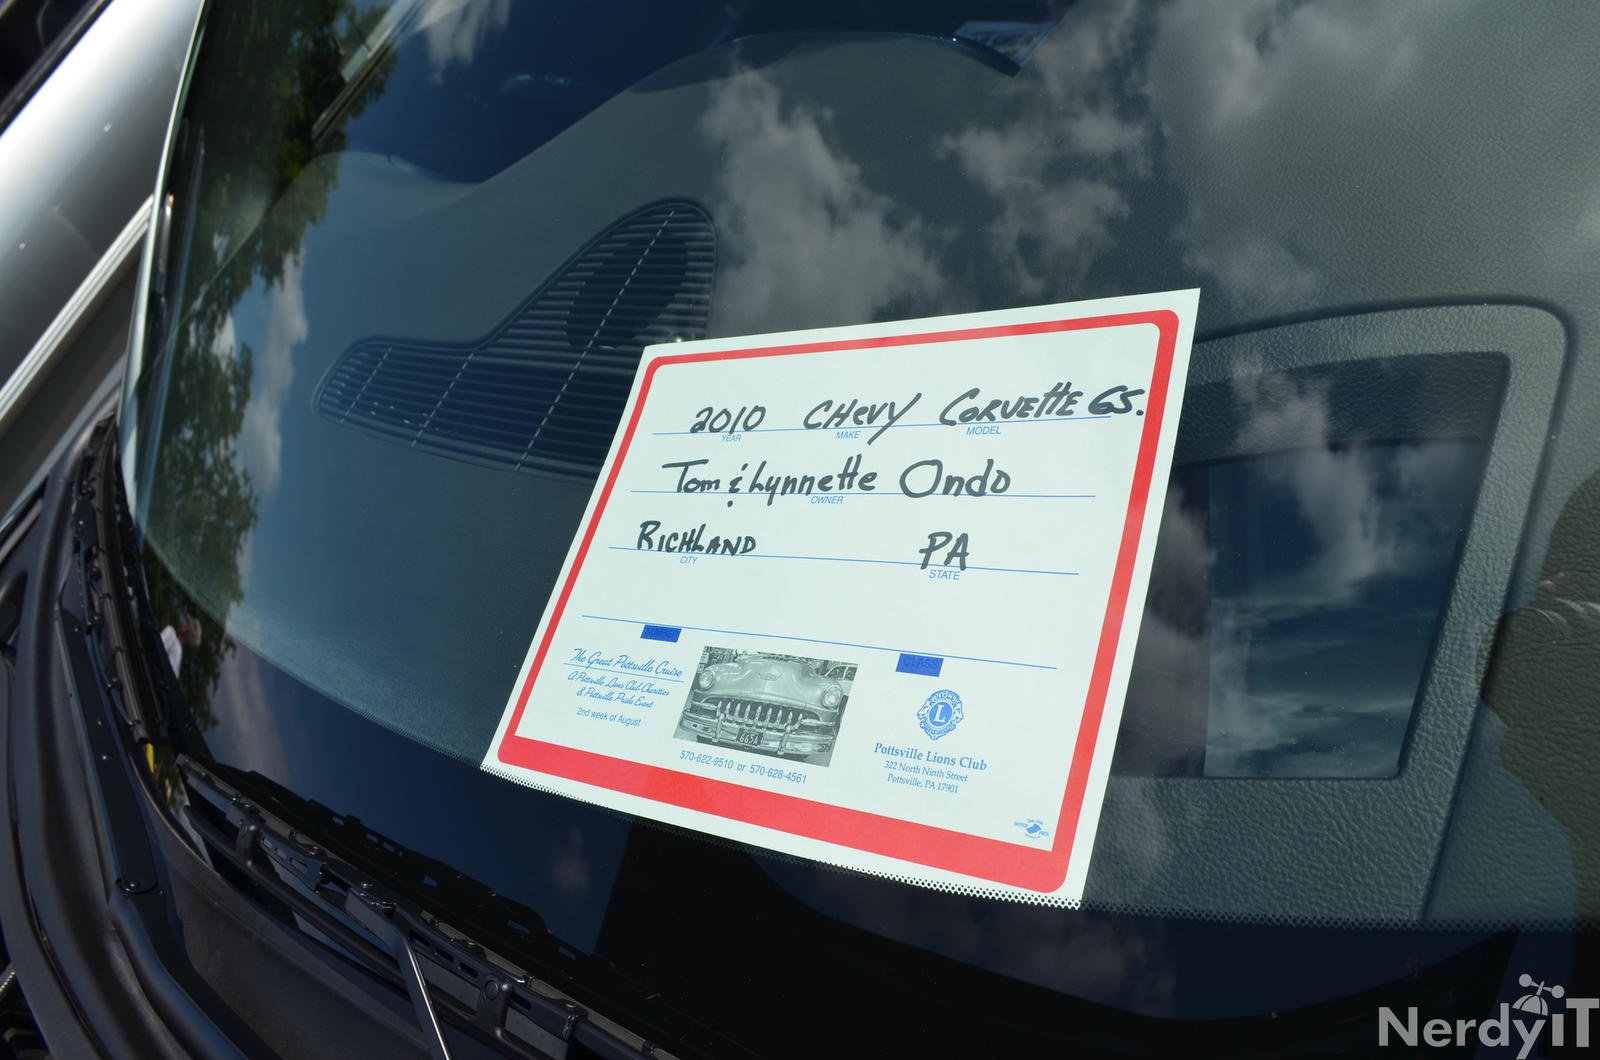 2010 CHEVY CORVETTE GS.
YEAR MAKE MODEL
Tom & Lynnette Ondo
OWNER
RICHLAND PA
CITY STATE
NUMBER CLASS
The Great Pottsville Cruise
A Pottsville Lions Club Charities
& Pottsville Pride Event
2nd week of August
6651
570-622-9510 or 570-628-4561
L
Pottsville Lions Club
322 North Ninth Street
Pottsville, PA 17901
NerdyiT